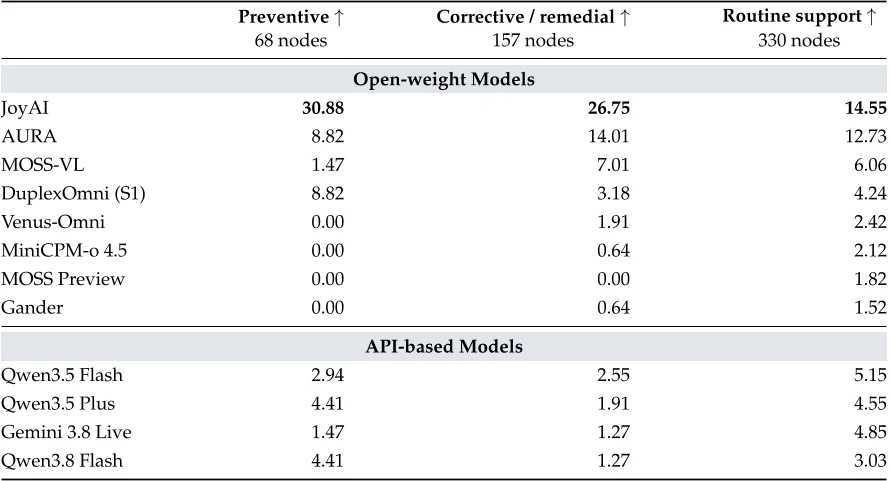 Preventive ↑ Corrective / remedial ↑ Routine support ↑
68 nodes 157 nodes 330 nodes
Open-weight Models
JoyAI 30.88 26.75 14.55
AURA 8.82 14.01 12.73
MOSS-VL 1.47 7.01 6.06
DuplexOmni (S1) 8.82 3.18 4.24
Venus-Omni 0.00 1.91 2.42
MiniCPM-o 4.5 0.00 0.64 2.12
MOSS Preview 0.00 0.00 1.82
Gander 0.00 0.64 1.52
API-based Models
Qwen3.5 Flash 2.94 2.55 5.15
Qwen3.5 Plus 4.41 1.91 4.55
Gemini 3.8 Live 1.47 1.27 4.85
Qwen3.8 Flash 4.41 1.27 3.03